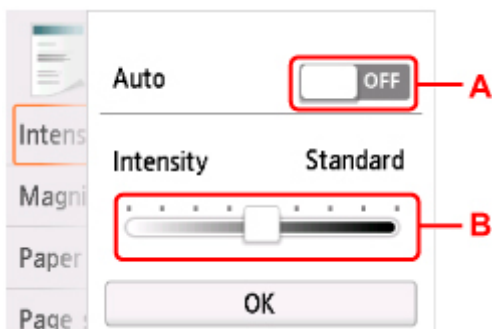 Auto
OFF
A
Intens
Intensity
Standard
Magni
B
Paper
OK
Page